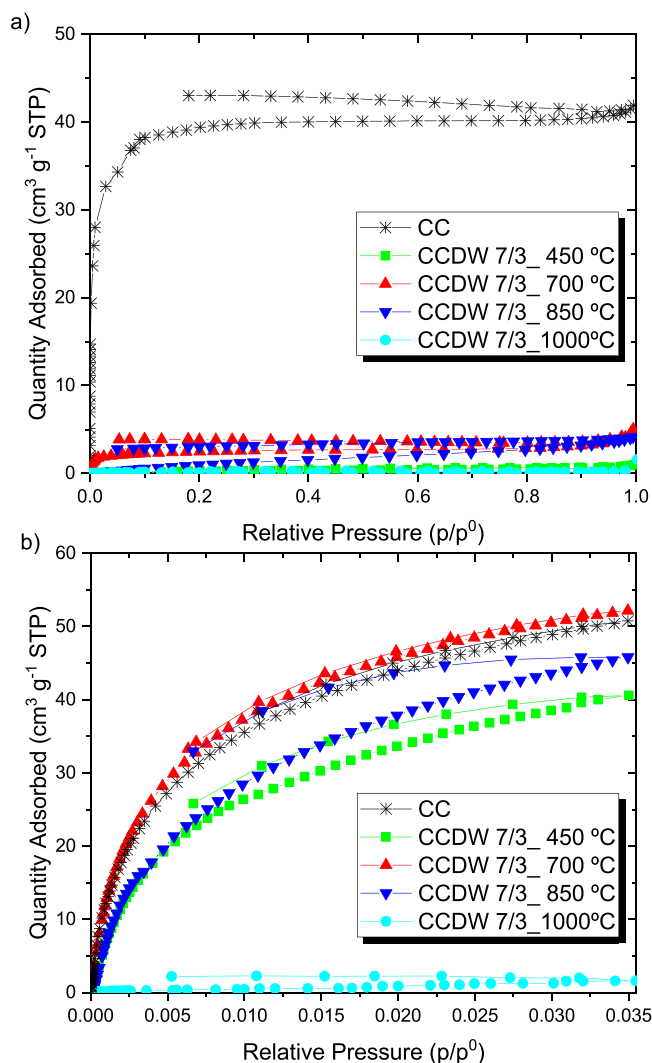 a)
50
40
30
20
10
0
Quantity Adsorbed (cm³ g⁻¹ STP)
CC
CCDW 7/3_ 450 ºC
CCDW 7/3_ 700 ºC
CCDW 7/3_ 850 ºC
CCDW 7/3_1000ºC
0.0 0.2 0.4 0.6 0.8 1.0
Relative Pressure (p/p⁰)
b)
60
50
40
30
20
10
0
Quantity Adsorbed (cm³ g⁻¹ STP)
CC
CCDW 7/3_ 450 ºC
CCDW 7/3_ 700 ºC
CCDW 7/3_ 850 ºC
CCDW 7/3_1000ºC
0.000 0.005 0.010 0.015 0.020 0.025 0.030 0.035
Relative Pressure (p/p⁰)